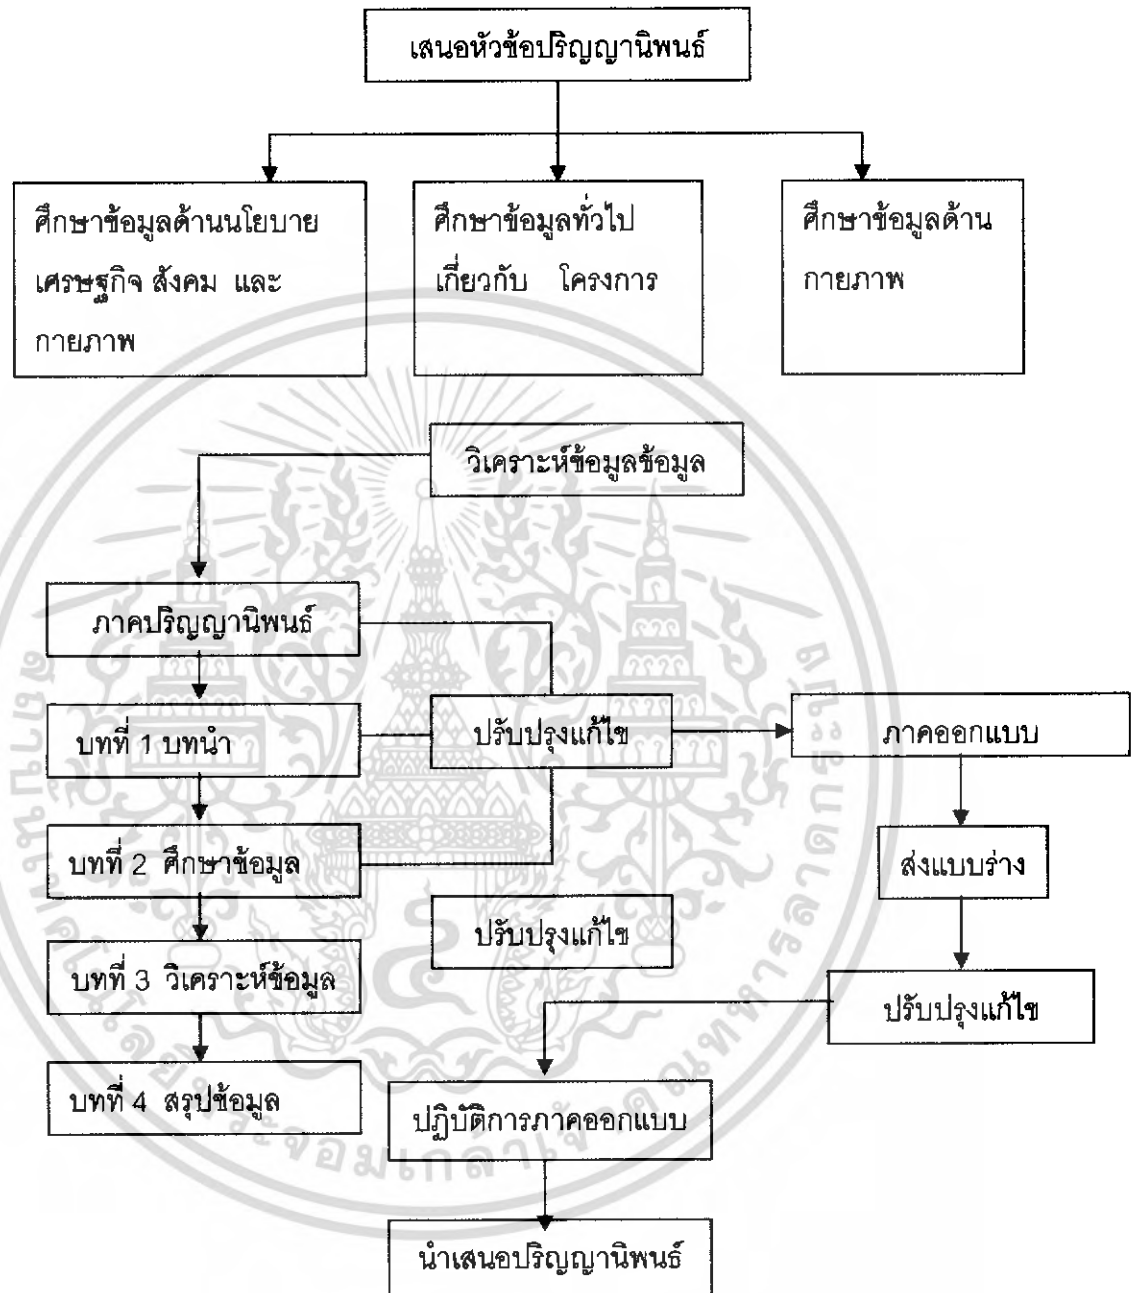 เสนอหัวข้อปริญญานิพนธ์
ศึกษาข้อมูลด้านนโยบาย
เศรษฐกิจ สังคม และ
กายภาพ
ศึกษาข้อมูลทั่วไป
เกี่ยวกับ โครงการ
ศึกษาข้อมูลด้าน
กายภาพ
วิเคราะห์ข้อมูลข้อมูล
ภาคปริญญานิพนธ์
บทที่ 1 บทนำ
ปรับปรุงแก้ไข
ภาคออกแบบ
บทที่ 2 ศึกษาข้อมูล
ส่งแบบร่าง
ปรับปรุงแก้ไข
บทที่ 3 วิเคราะห์ข้อมูล
ปรับปรุงแก้ไข
บทที่ 4 สรุปข้อมูล
ปฏิบัติการภาคออกแบบ
นำเสนอปริญญานิพนธ์